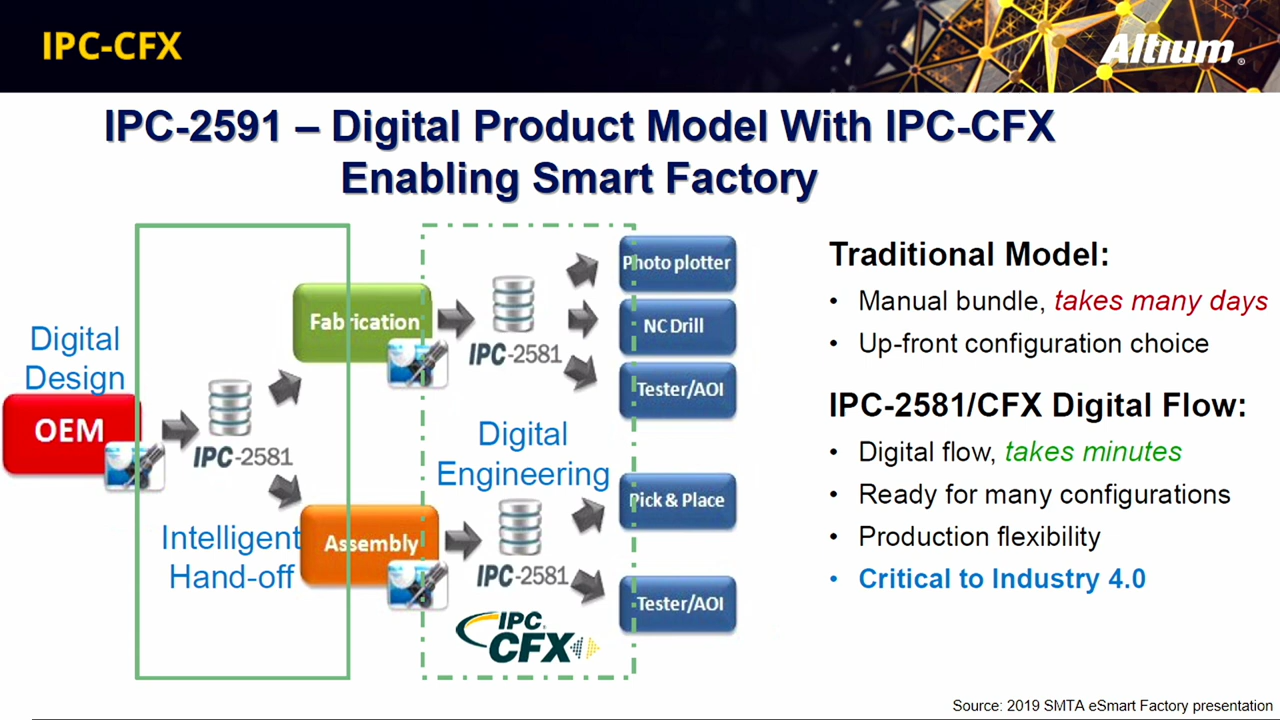 IPC-CFX
Altium®
IPC-2591 – Digital Product Model With IPC-CFX
Enabling Smart Factory
Digital
Design
OEM
IPC-2581
Intelligent
Hand-off
Fabrication
Assembly
IPC-2581
Digital
Engineering
IPC-2581
IPC®
CFX
Photo plotter
NC Drill
Tester/AOI
Pick & Place
Tester/AOI
Traditional Model:
• Manual bundle, takes many days
• Up-front configuration choice
IPC-2581/CFX Digital Flow:
• Digital flow, takes minutes
• Ready for many configurations
• Production flexibility
• Critical to Industry 4.0
Source: 2019 SMTA eSmart Factory presentation